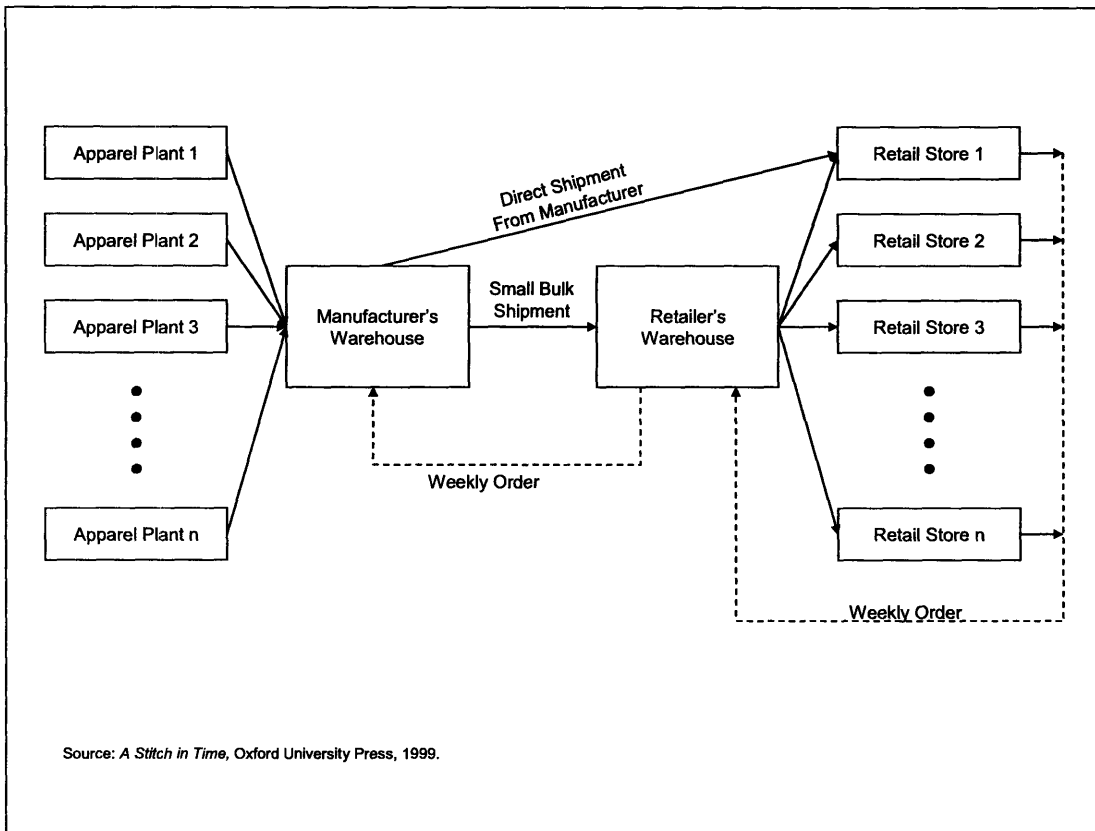 Apparel Plant 1
Apparel Plant 2
Apparel Plant 3
Apparel Plant n
Manufacturer's
Warehouse
Direct Shipment
From Manufacturer
Small Bulk
Shipment
Weekly Order
Retailer's
Warehouse
Retail Store 1
Retail Store 2
Retail Store 3
Retail Store n
Weekly Order
Source: A Stitch in Time, Oxford University Press, 1999.